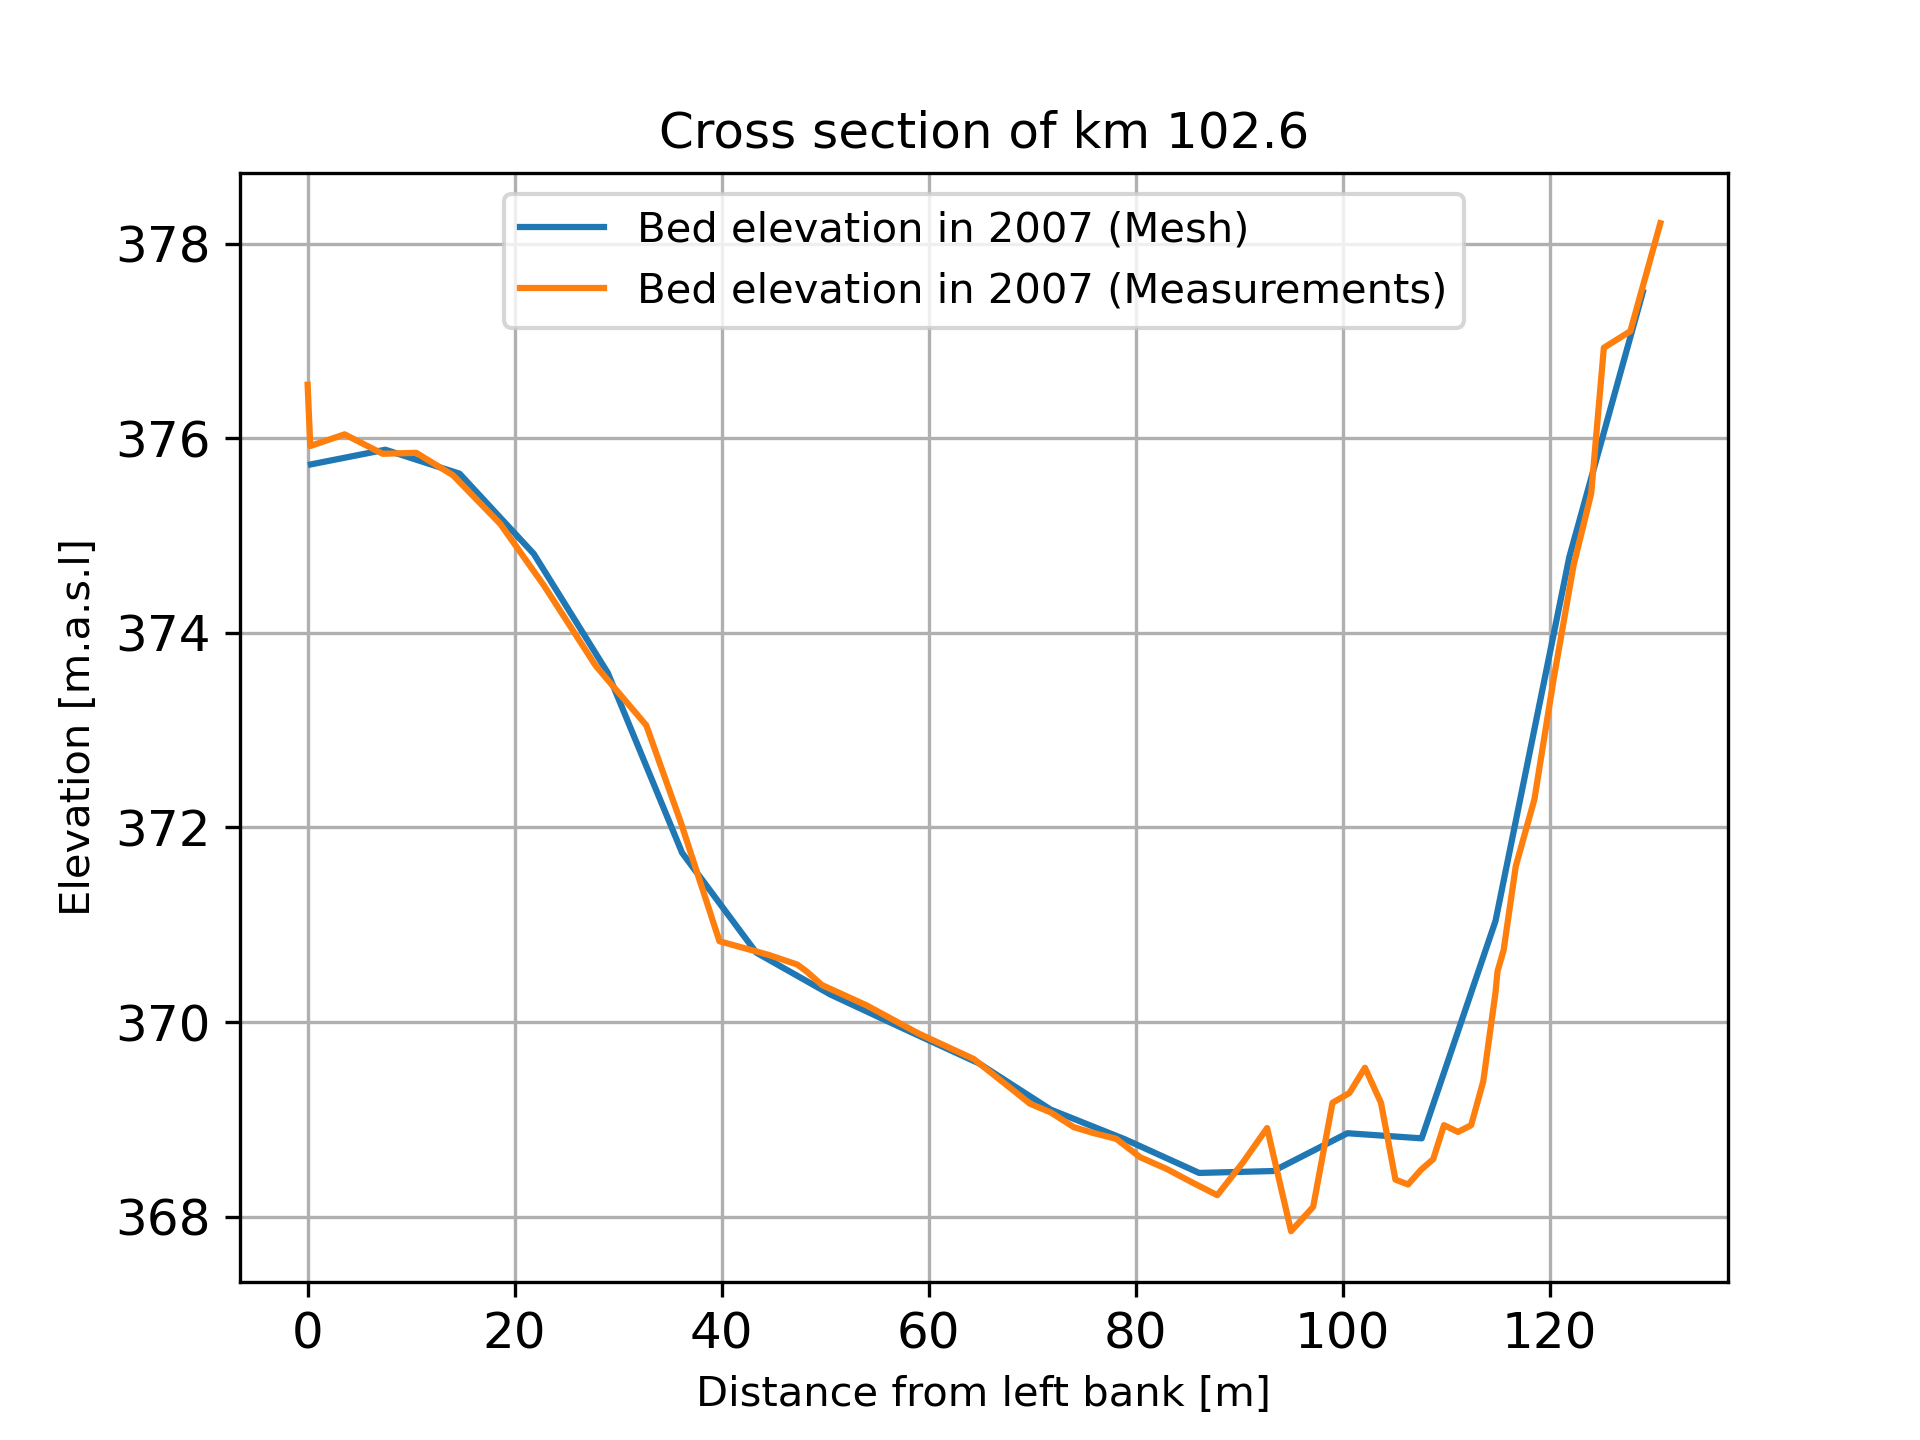 Cross section of km 102.6
Bed elevation in 2007 (Mesh)
Bed elevation in 2007 (Measurements)
Elevation [m.a.s.l]
378
376
374
372
370
368
0 20 40 60 80 100 120
Distance from left bank [m]